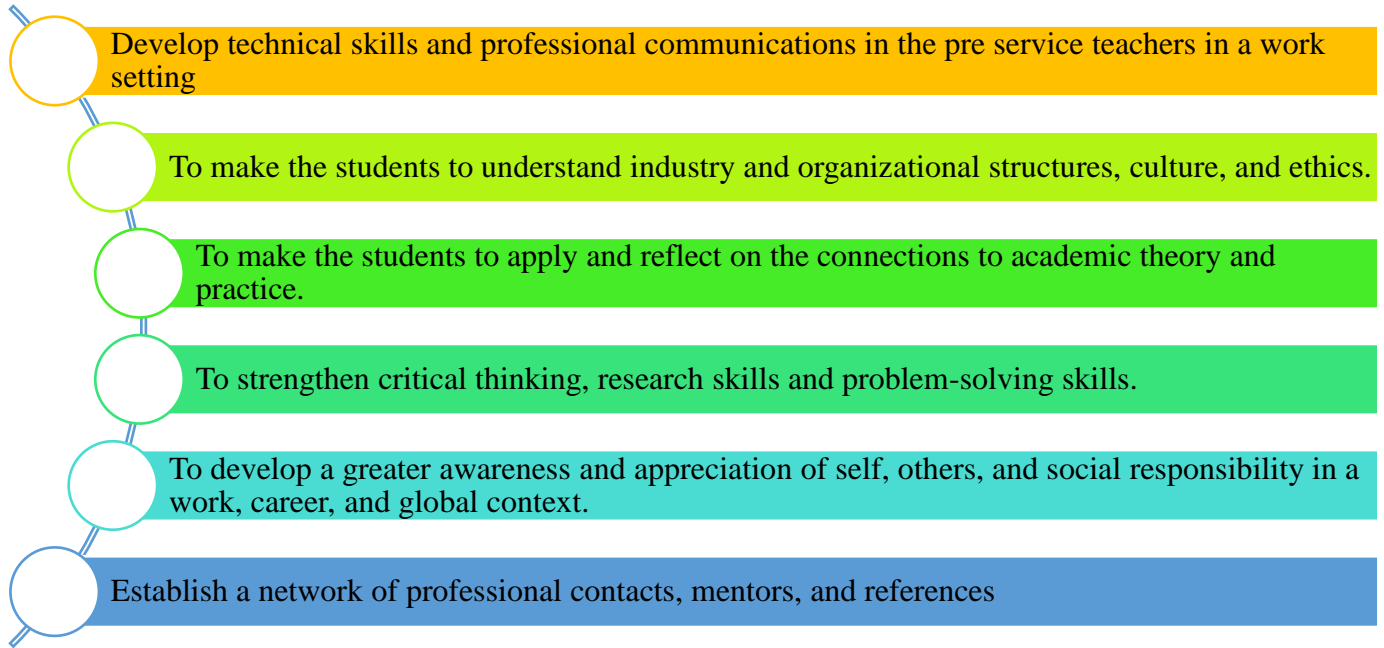 Develop technical skills and professional communications in the pre service teachers in a work
setting
To make the students to understand industry and organizational structures, culture, and ethics.
To make the students to apply and reflect on the connections to academic theory and
practice.
To strengthen critical thinking, research skills and problem-solving skills.
To develop a greater awareness and appreciation of self, others, and social responsibility in a
work, career, and global context.
Establish a network of professional contacts, mentors, and references